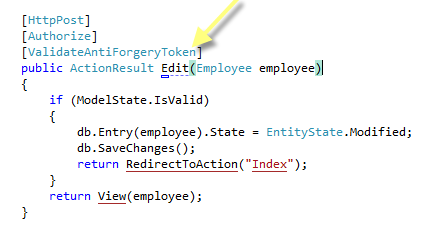 [HttpPost]
[Authorize]
[ValidateAntiForgeryToken]
public ActionResult Edit(Employee employee)
{
    if (ModelState.IsValid)
    {
        db.Entry(employee).State = EntityState.Modified;
        db.SaveChanges();
        return RedirectToAction("Index");
    }
    return View(employee);
}